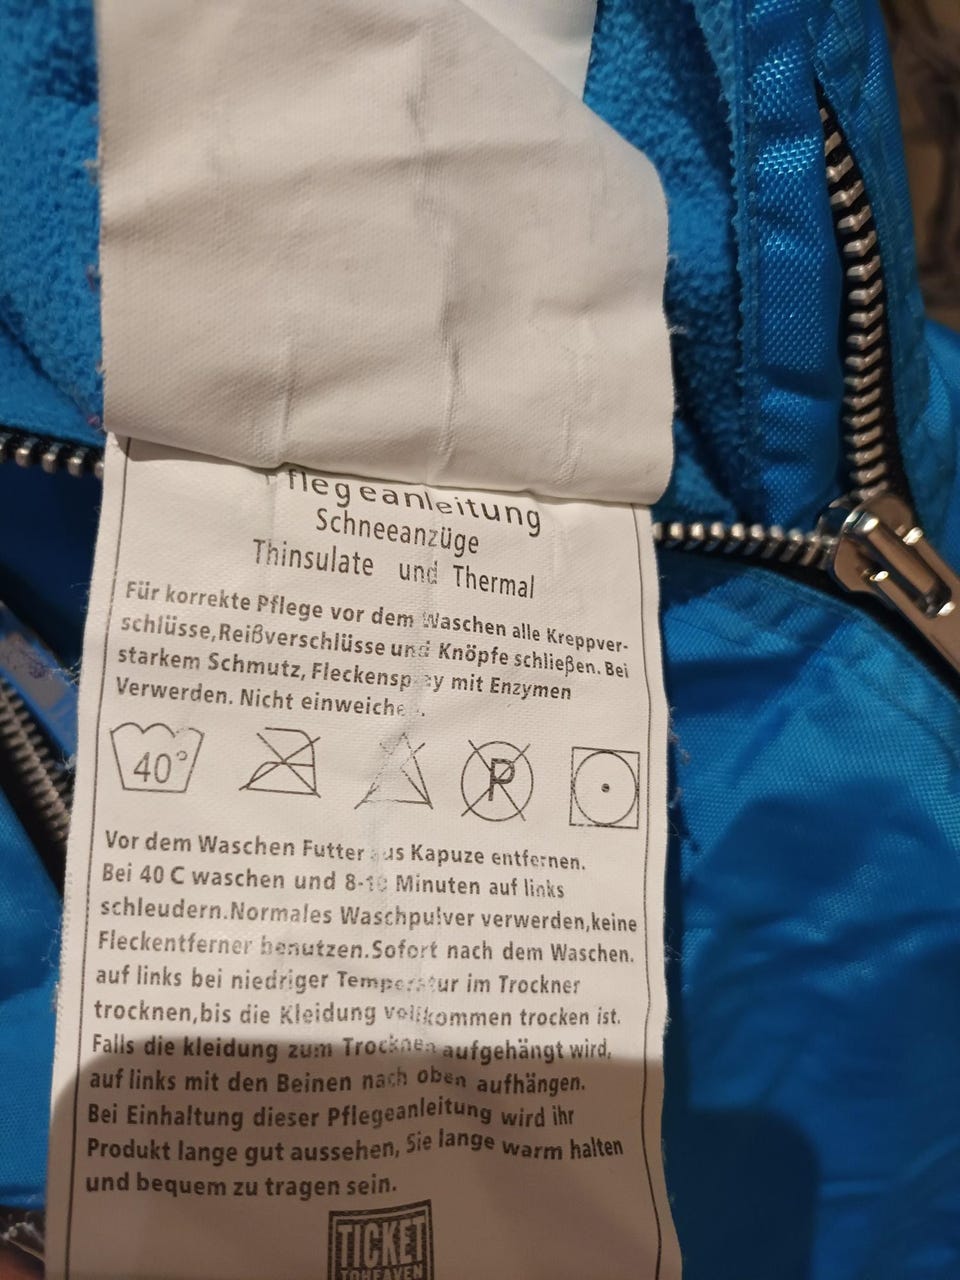 Pflegeanleitung
Schneeanzüge
Thinsulate und Thermal
Für korrekte Pflege vor dem Waschen alle Kreppver-
schlüsse,Reißverschlüsse und Knöpfe schließen. Bei
starkem Schmutz, Fleckenspray mit Enzymen
Verwerden. Nicht einweichen.
40°
P
Vor dem Waschen Futter aus Kapuze entfernen.
Bei 40 C waschen und 8-10 Minuten auf links
schleudern.Normales Waschpulver verwerden,keine
Fleckentferner benutzen.Sofort nach dem Waschen.
auf links bei niedriger Temperatur im Trockner
trocknen,bis die Kleidung vollkommen trocken ist.
Falls die kleidung zum Trocknen aufgehängt wird,
auf links mit den Beinen nach oben aufhängen.
Bei Einhaltung dieser Pflegeanleitung wird ihr
Produkt lange gut aussehen, Sie lange warm halten
und bequem zu tragen sein.
TICKET
TOHEAVEN